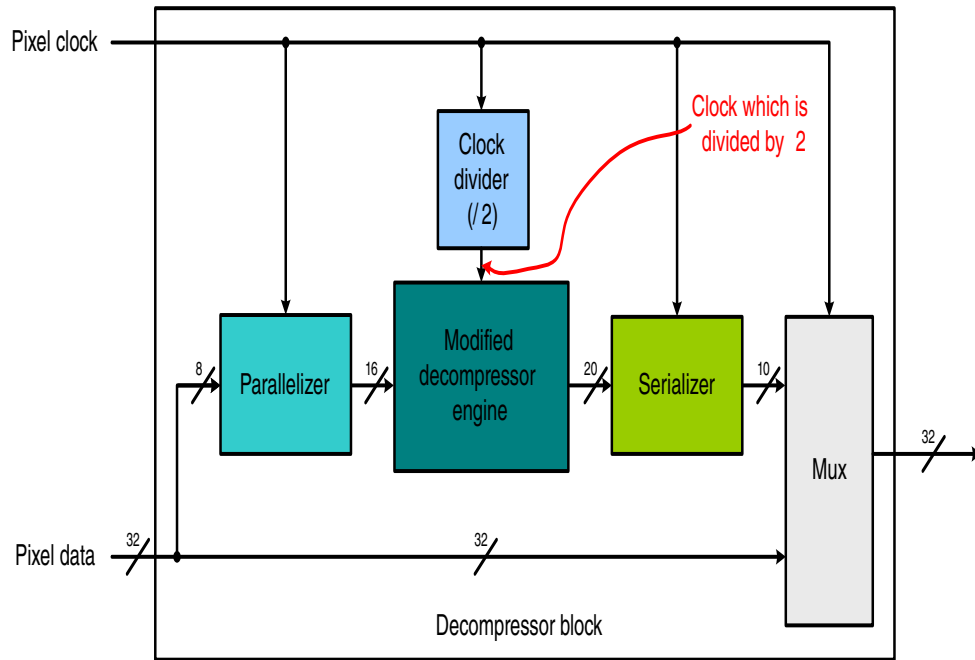 Pixel clock
Clock which is
divided by 2
Clock
divider
(/ 2)
Modified
decompressor
engine
8
Parallelizer
16
20
Serializer
10
Mux
32
Pixel data
32
32
Decompressor block